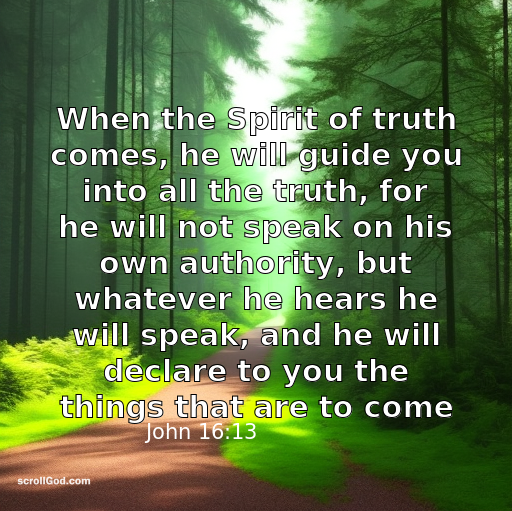 When the Spirit of truth
comes, he will guide you
into all the truth, for
he will not speak on his
own authority, but
whatever he hears he
will speak, and he will
declare to you the
things that are to come
John 16:13
scrollGod.com